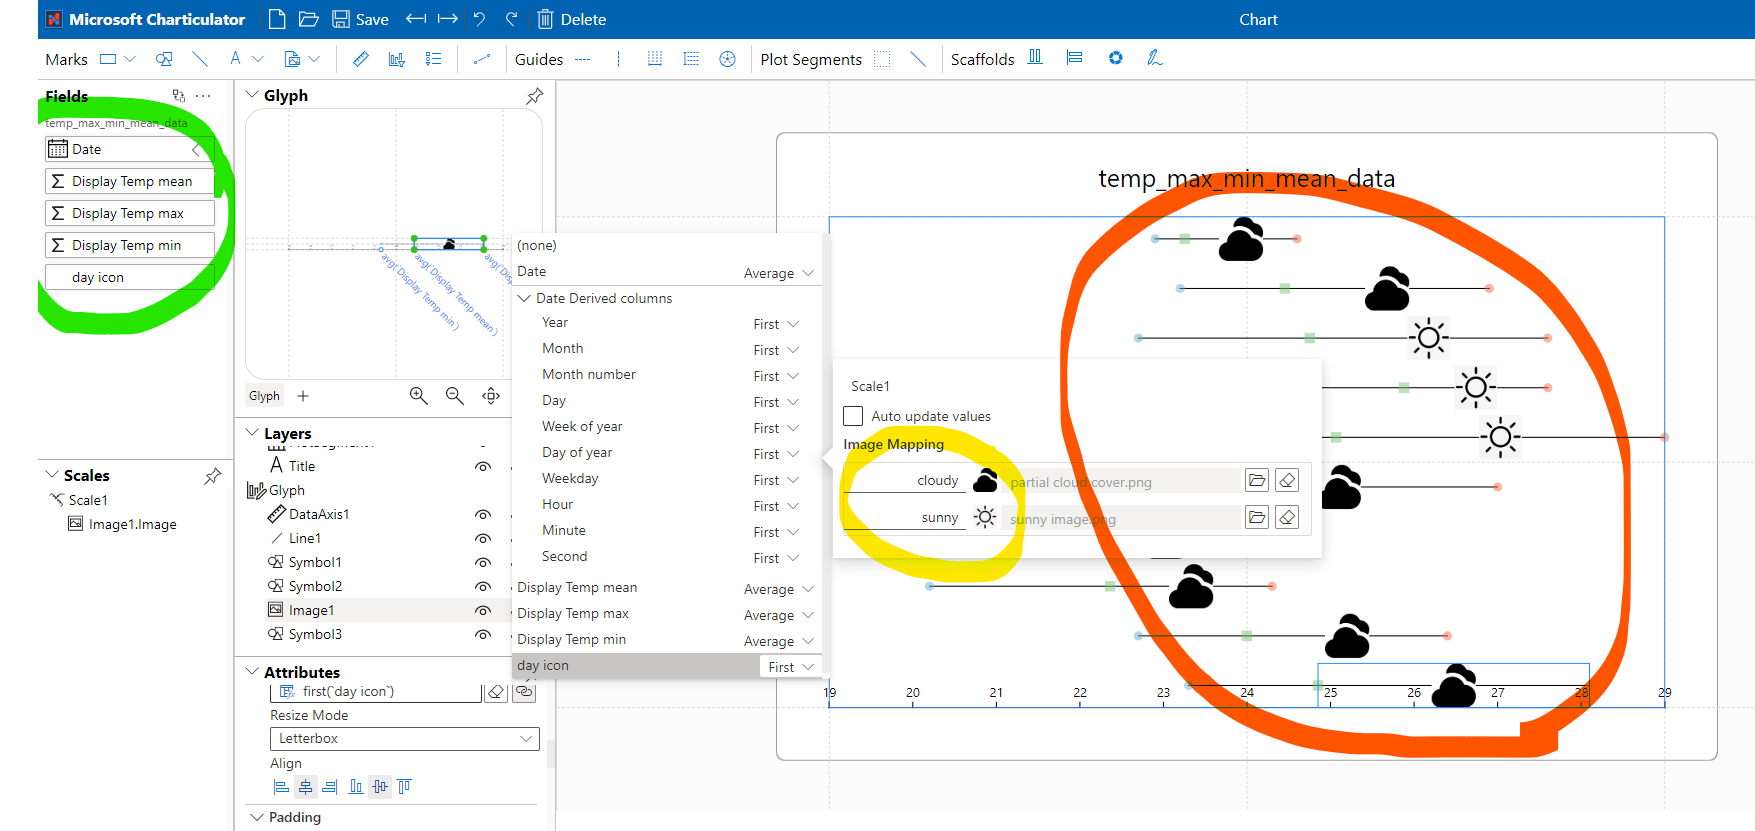 Microsoft Charticulator Save Delete Chart
Marks A Guides Plot Segments Scaffolds
Fields
temp_max_min_mean_data
Date
Display Temp mean
Display Temp max
Display Temp min
day icon
Scales
Scale1
Image1.Image
Glyph
avg(`Display Temp min`)
avg(`Display Temp mean`)
Glyph
Layers
Title
Glyph
DataAxis1
Line1
Symbol1
Symbol2
Image1
Symbol3
Attributes
first(`day icon`)
Resize Mode
Letterbox
Align
Padding
(none)
Date Average
Date Derived columns
Year First
Month First
Month number First
Day First
Week of year First
Day of year First
Weekday First
Hour First
Minute First
Second First
Display Temp mean Average
Display Temp max Average
Display Temp min Average
day icon First
Scale1
Auto update values
Image Mapping
cloudy partial cloud cover.png
sunny sunny image.png
temp_max_min_mean_data
19 20 21 22 23 24 25 26 27 28 29